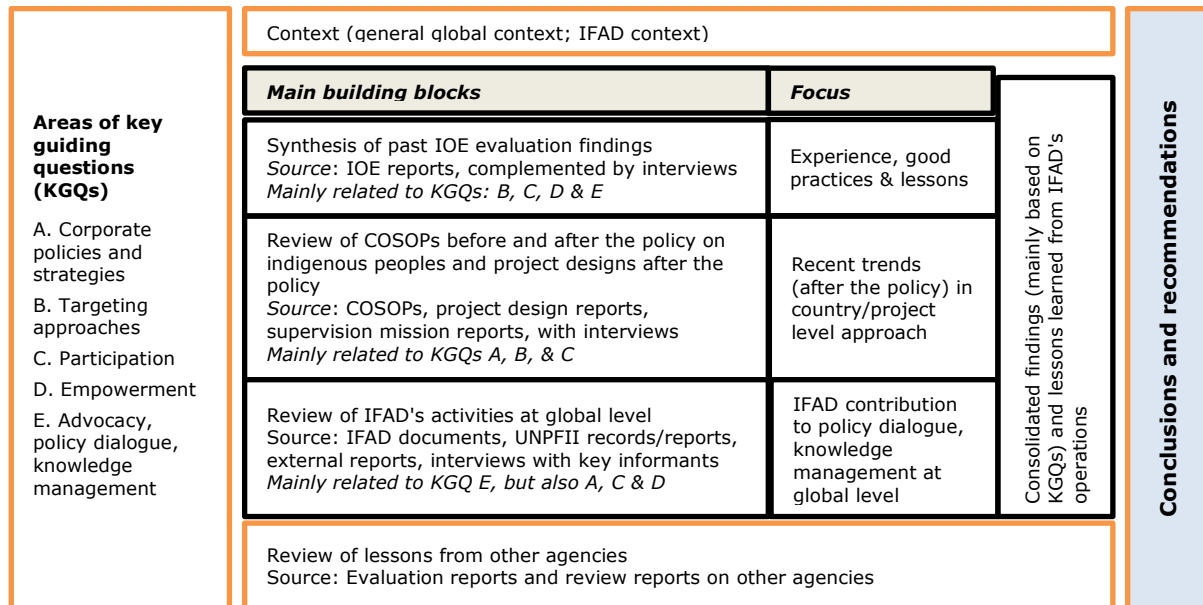 Areas of key
guiding
questions
(KGQs)
A. Corporate
policies and
strategies
B. Targeting
approaches
C. Participation
D. Empowerment
E. Advocacy,
policy dialogue,
knowledge
management
Context (general global context; IFAD context)
Main building blocks
Focus
Synthesis of past IOE evaluation findings
Source: IOE reports, complemented by interviews
Mainly related to KGQs: B, C, D & E
Experience, good
practices & lessons
Review of COSOPs before and after the policy on
indigenous peoples and project designs after the
policy
Source: COSOPs, project design reports,
supervision mission reports, with interviews
Mainly related to KGQs A, B, & C
Recent trends
(after the policy) in
country/project
level approach
Review of IFAD's activities at global level
Source: IFAD documents, UNPFII records/reports,
external reports, interviews with key informants
Mainly related to KGQ E, but also A, C & D
IFAD contribution
to policy dialogue,
knowledge
management at
global level
Consolidated findings (mainly based on
KGQs) and lessons learned from IFAD's
operations
Review of lessons from other agencies
Source: Evaluation reports and review reports on other agencies
Conclusions and recommendations